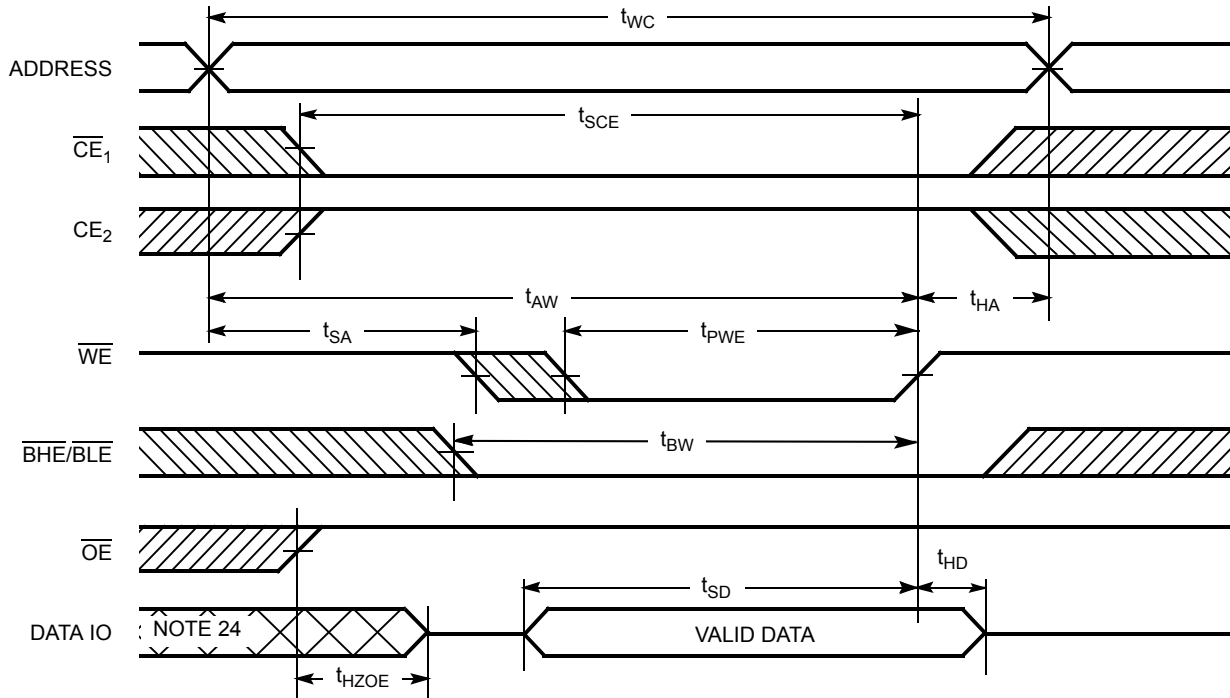 tWC
ADDRESS
tSCE
CE1
CE2
tAW
tHA
tSA
tPWE
WE
tBW
BHE/BLE
OE
tHD
tSD
DATA IO
NOTE 24
VALID DATA
tHZOE